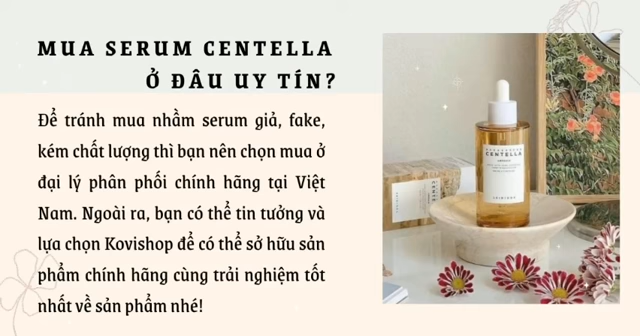 MUA SERUM CENTELLA
Ở ĐÂU UY TÍN?
Để tránh mua nhầm serum giả, fake,
kém chất lượng thì bạn nên chọn mua ở
đại lý phân phối chính hãng tại Việt
Nam. Ngoài ra, bạn có thể tin tưởng và
lựa chọn Kovishop để có thể sở hữu sản
phẩm chính hãng cùng trải nghiệm tốt
nhất về sản phẩm nhé!
CENTELLA